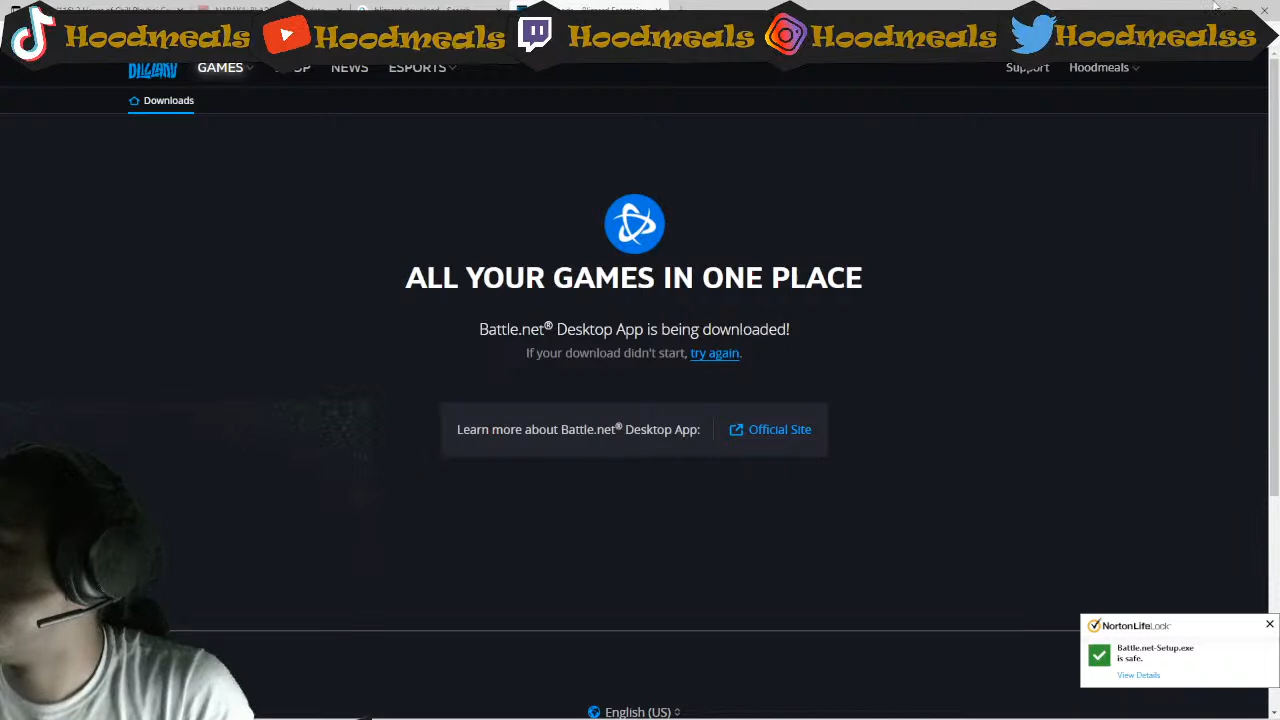 Hoodmeals Hoodmeals Hoodmeals Hoodmeals Hoodmealss
GAMES NEWS ESPORTS Support Hoodmeals
Downloads
ALL YOUR GAMES IN ONE PLACE
Battle.net® Desktop App is being downloaded!
If your download didn't start, try again.
Learn more about Battle.net® Desktop App: Official Site
NortonLifeLock
Battle.net-Setup.exe
is safe.
View Details
English (US)